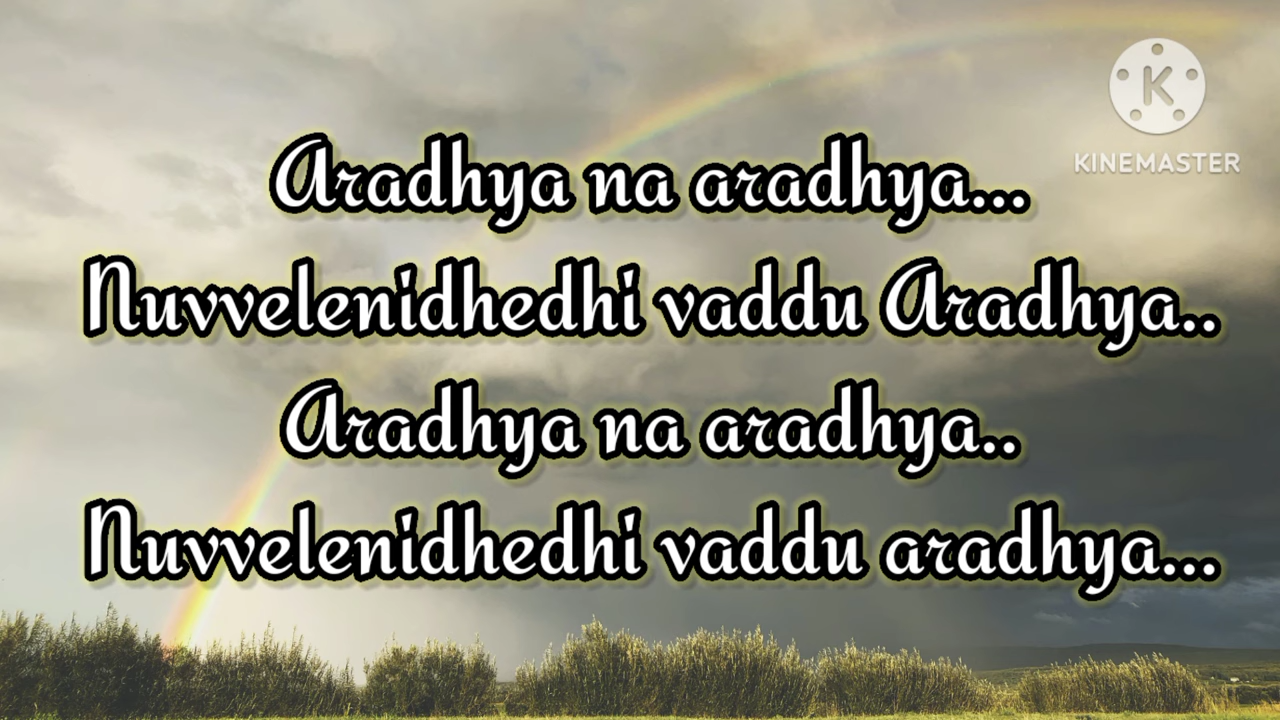 KINEMASTER
Aradhya na aradhya...
Nuvvelenidhedhi vaddu Aradhya..
Aradhya na aradhya..
Nuvvelenidhedhi vaddu aradhya...